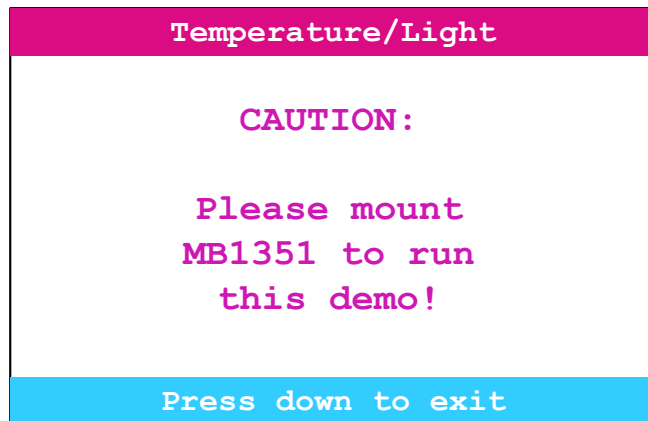 Temperature/Light
CAUTION:
Please mount
MB1351 to run
this demo!
Press down to exit